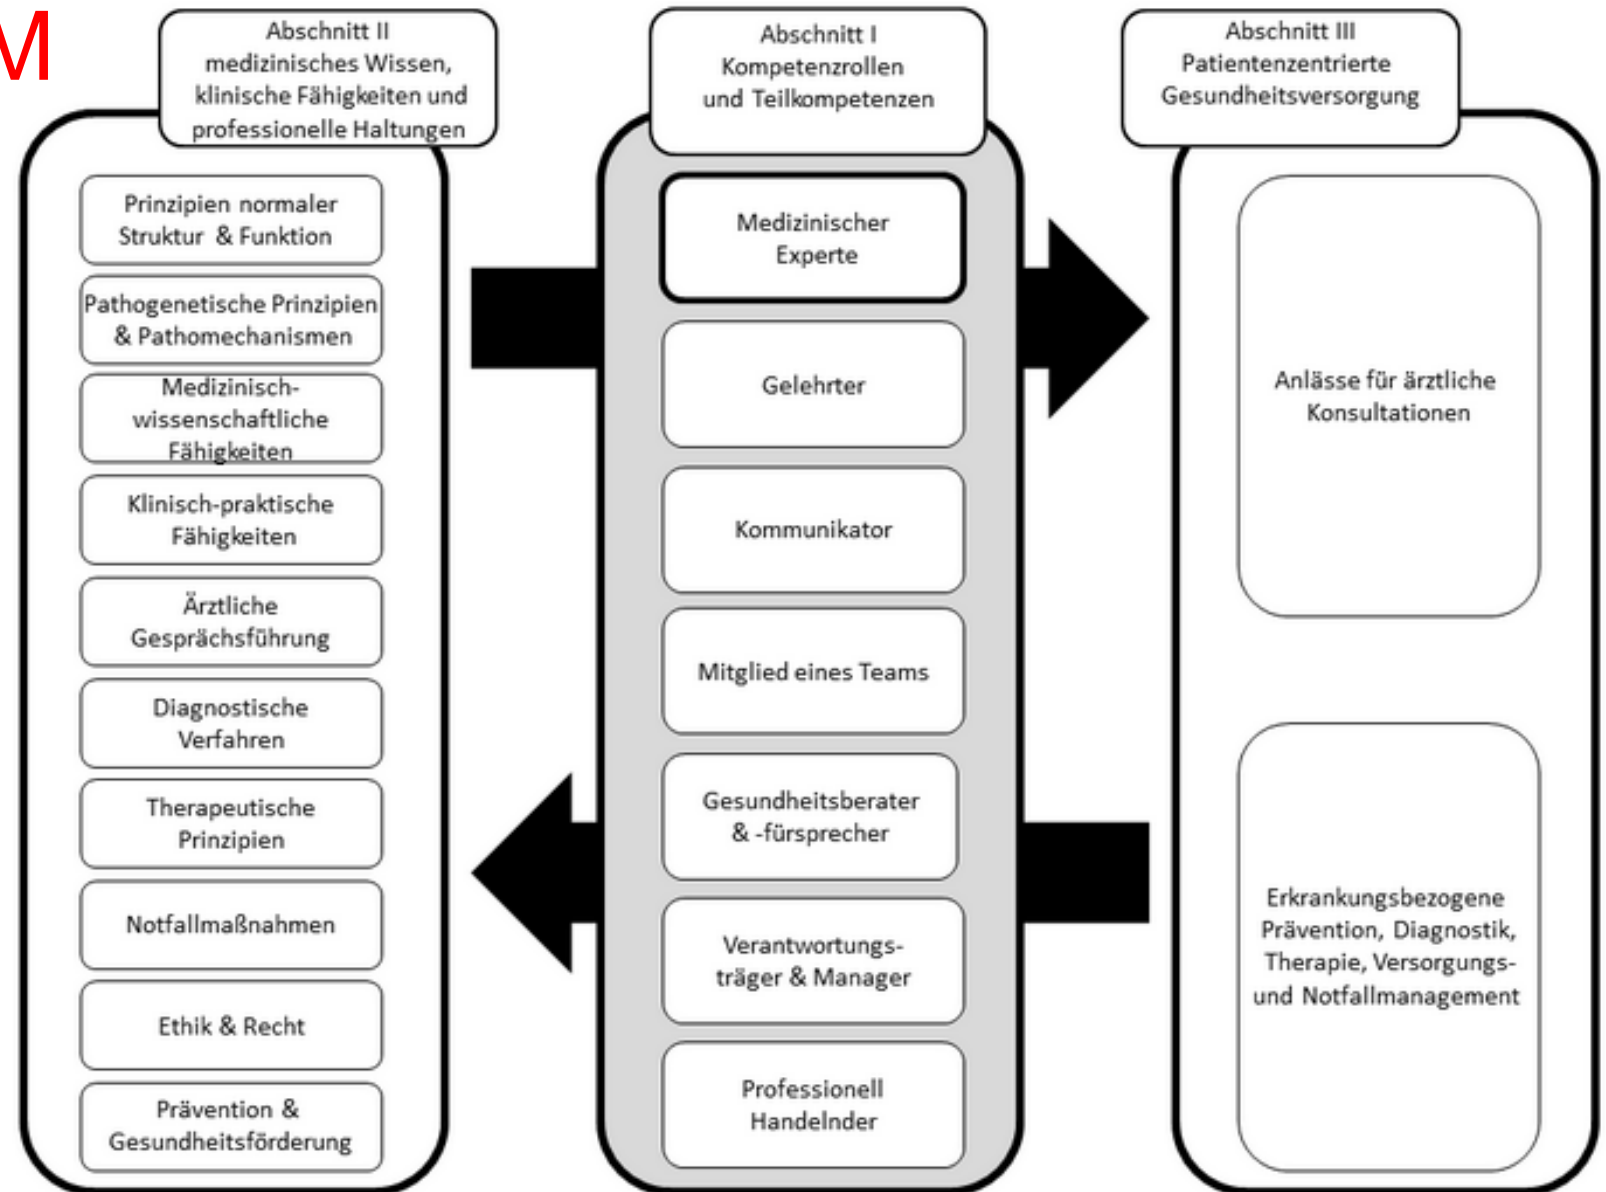 M
Abschnitt II
medizinisches Wissen,
klinische Fähigkeiten und
professionelle Haltungen
Prinzipien normaler
Struktur & Funktion
Pathogenetische Prinzipien
& Pathomechanismen
Medizinisch-
wissenschaftliche
Fähigkeiten
Klinisch-praktische
Fähigkeiten
Ärztliche
Gesprächsführung
Diagnostische
Verfahren
Therapeutische
Prinzipien
Notfallmaßnahmen
Ethik & Recht
Prävention &
Gesundheitsförderung
Abschnitt I
Kompetenzrollen
und Teilkompetenzen
Medizinischer
Experte
Gelehrter
Kommunikator
Mitglied eines Teams
Gesundheitsberater
& -fürsprecher
Verantwortungs-
träger & Manager
Professionell
Handelnder
Abschnitt III
Patientenzentrierte
Gesundheitsversorgung
Anlässe für ärztliche
Konsultationen
Erkrankungsbezogene
Prävention, Diagnostik,
Therapie, Versorgungs-
und Notfallmanagement